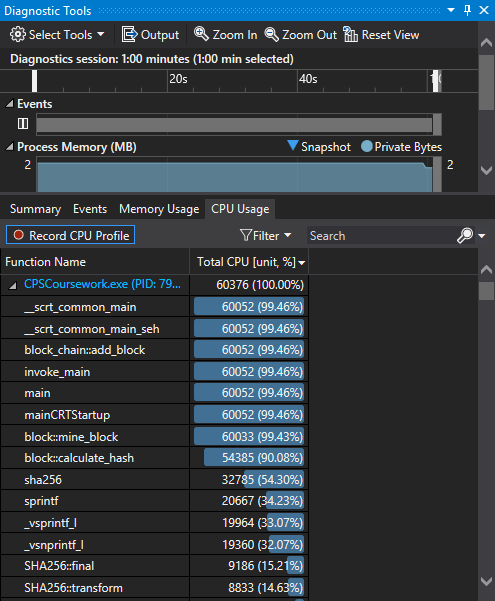 Diagnostic Tools
Select Tools Output Zoom In Zoom Out Reset View
Diagnostics session: 1:00 minutes (1:00 min selected)
20s 40s
Events
Process Memory (MB) Snapshot Private Bytes
2 2
Summary Events Memory Usage CPU Usage
Record CPU Profile Filter Search
Function Name Total CPU [unit, %]
CPSCoursework.exe (PID: 79... 60376 (100.00%)
__scrt_common_main 60052 (99.46%)
__scrt_common_main_seh 60052 (99.46%)
block_chain::add_block 60052 (99.46%)
invoke_main 60052 (99.46%)
main 60052 (99.46%)
mainCRTStartup 60052 (99.46%)
block::mine_block 60033 (99.43%)
block::calculate_hash 54385 (90.08%)
sha256 32785 (54.30%)
sprintf 20667 (34.23%)
_vsprintf_l 19964 (33.07%)
_vsnprintf_l 19360 (32.07%)
SHA256::final 9186 (15.21%)
SHA256::transform 8833 (14.63%)